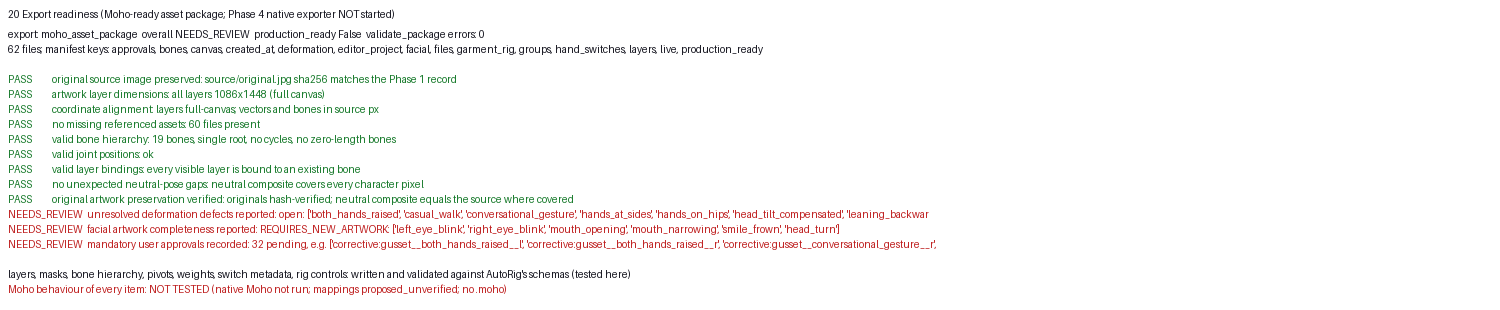 20 Export readiness (Moho-ready asset package; Phase 4 native exporter NOT started)
export: moho_asset_package overall NEEDS_REVIEW production_ready False validate_package errors: 0
62 files; manifest keys: approvals, bones, canvas, created_at, deformation, editor_project, facial, files, garment_rig, groups, hand_switches, layers, live, production_ready
PASS original source image preserved: source/original.jpg sha256 matches the Phase 1 record
PASS artwork layer dimensions: all layers 1086x1448 (full canvas)
PASS coordinate alignment: layers full-canvas; vectors and bones in source px
PASS no missing referenced assets: 60 files present
PASS valid bone hierarchy: 19 bones, single root, no cycles, no zero-length bones
PASS valid joint positions: ok
PASS valid layer bindings: every visible layer is bound to an existing bone
PASS no unexpected neutral-pose gaps: neutral composite covers every character pixel
PASS original artwork preservation verified: originals hash-verified; neutral composite equals the source where covered
NEEDS_REVIEW unresolved deformation defects reported: open: ['both_hands_raised', 'casual_walk', 'conversational_gesture', 'hands_at_sides', 'hands_on_hips', 'head_tilt_compensated', 'leaning_backwar
NEEDS_REVIEW facial artwork completeness reported: REQUIRES_NEW_ARTWORK: ['left_eye_blink', 'right_eye_blink', 'mouth_opening', 'mouth_narrowing', 'smile_frown', 'head_turn']
NEEDS_REVIEW mandatory user approvals recorded: 32 pending, e.g. ['corrective:gusset__both_hands_raised__l', 'corrective:gusset__both_hands_raised__r', 'corrective:gusset__conversational_gesture__r',
layers, masks, bone hierarchy, pivots, weights, switch metadata, rig controls: written and validated against AutoRig's schemas (tested here)
Moho behaviour of every item: NOT TESTED (native Moho not run; mappings proposed_unverified; no .moho)